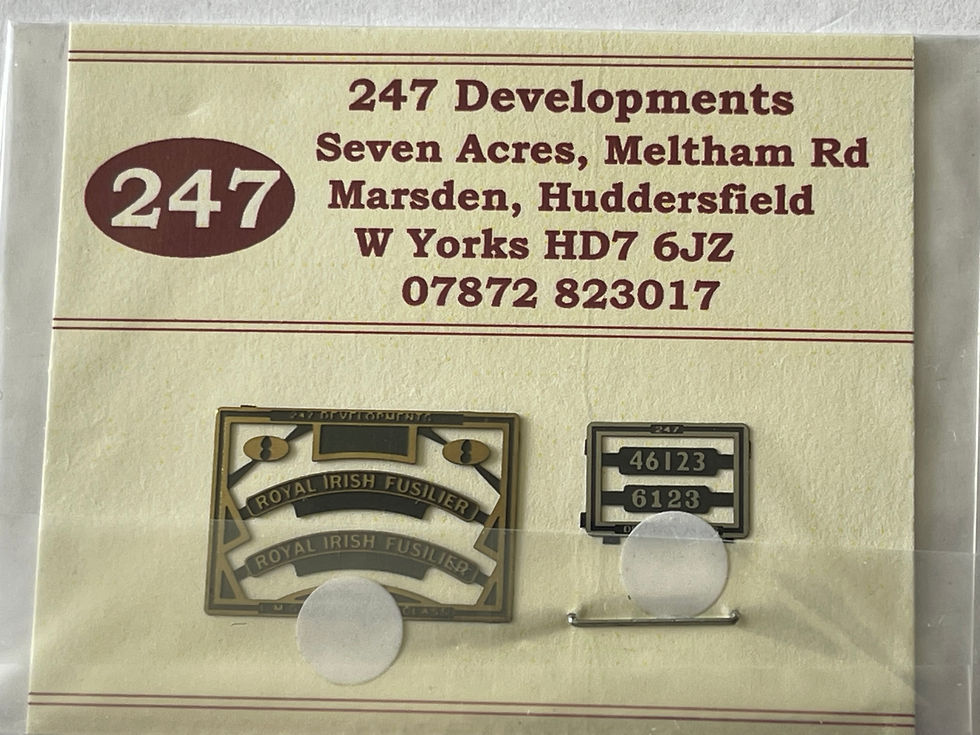 247 Developments
Seven Acres, Meltham Rd
247
Marsden, Huddersfield
W Yorks HD7 6JZ
07872 823017
247 DEVELOPMENTS
ROYAL IRISH FUSILIER
ROYAL IRISH FUSILIER
CLASS
247
46123
6123